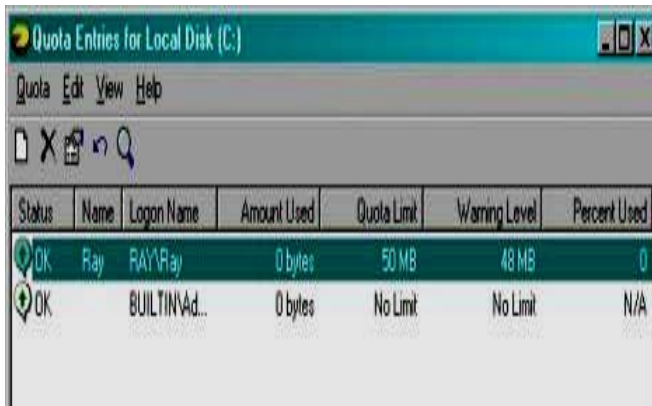 Quota Entries for Local Disk (C:)
Quota Edit View Help
Status Name Logon Name Amount Used Quota Limit Warning Level Percent Used
OK Ray RAY\Ray 0 bytes 50 MB 48 MB 0
OK BUILTIN\Ad... 0 bytes No Limit No Limit N/A